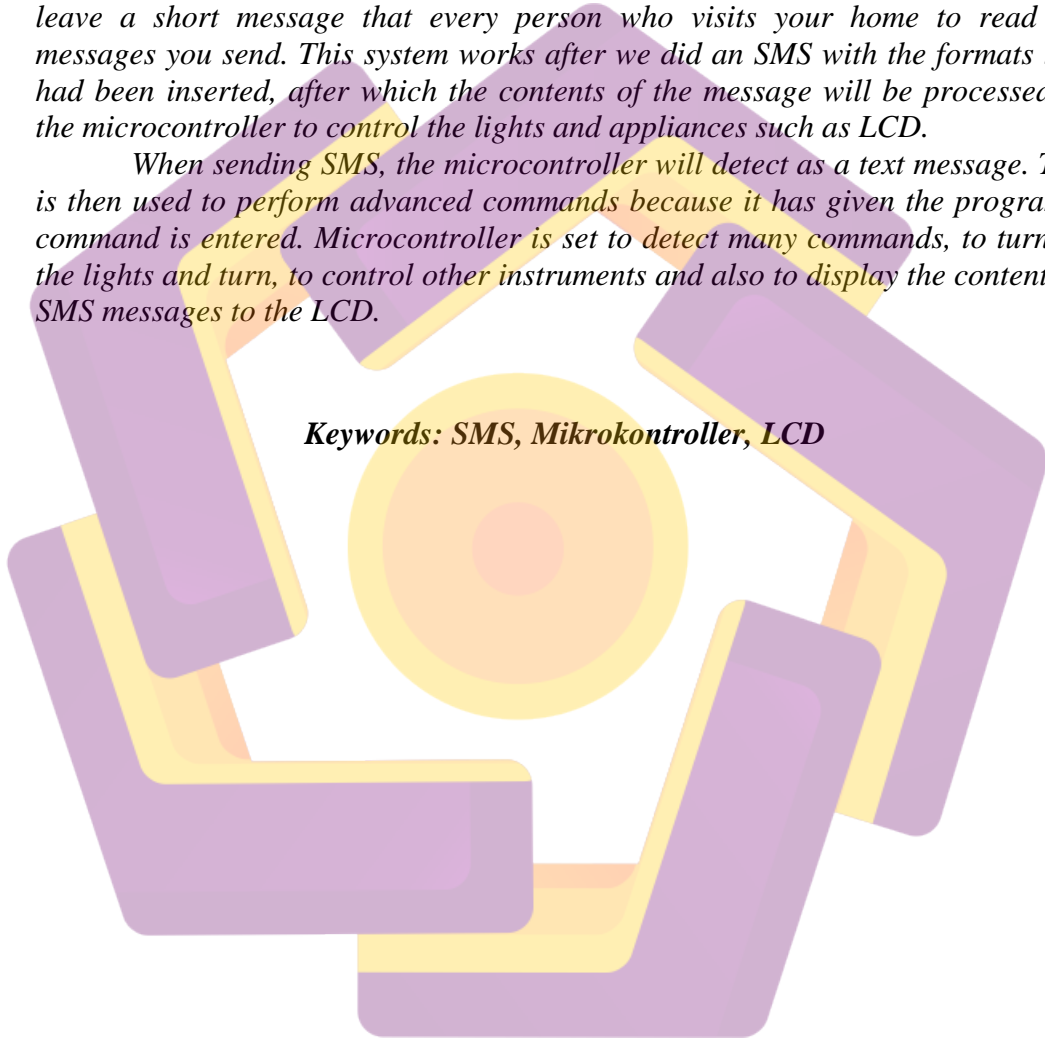 leave a short message that every person who visits your home to read
messages you send. This system works after we did an SMS with the formats
had been inserted, after which the contents of the message will be processed
the microcontroller to control the lights and appliances such as LCD.
When sending SMS, the microcontroller will detect as a text message.
is then used to perform advanced commands because it has given the
command is entered. Microcontroller is set to detect many commands, to turn
the lights and turn, to control other instruments and also to display the
SMS messages to the LCD.
Keywords: SMS, Mikrokontroller, LCD